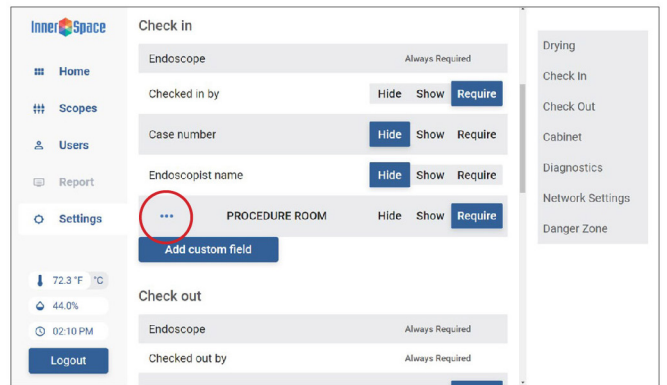 InnerSpace
Home
Scopes
Users
Report
Settings
72.3 °F °C
44.0%
02:10 PM
Logout
Check in
Endoscope Always Required
Checked in by Hide Show Require
Case number Hide Show Require
Endoscopist name Hide Show Require
••• PROCEDURE ROOM Hide Show Require
Add custom field
Check out
Endoscope Always Required
Checked out by Always Required
Drying
Check In
Check Out
Cabinet
Diagnostics
Network Settings
Danger Zone